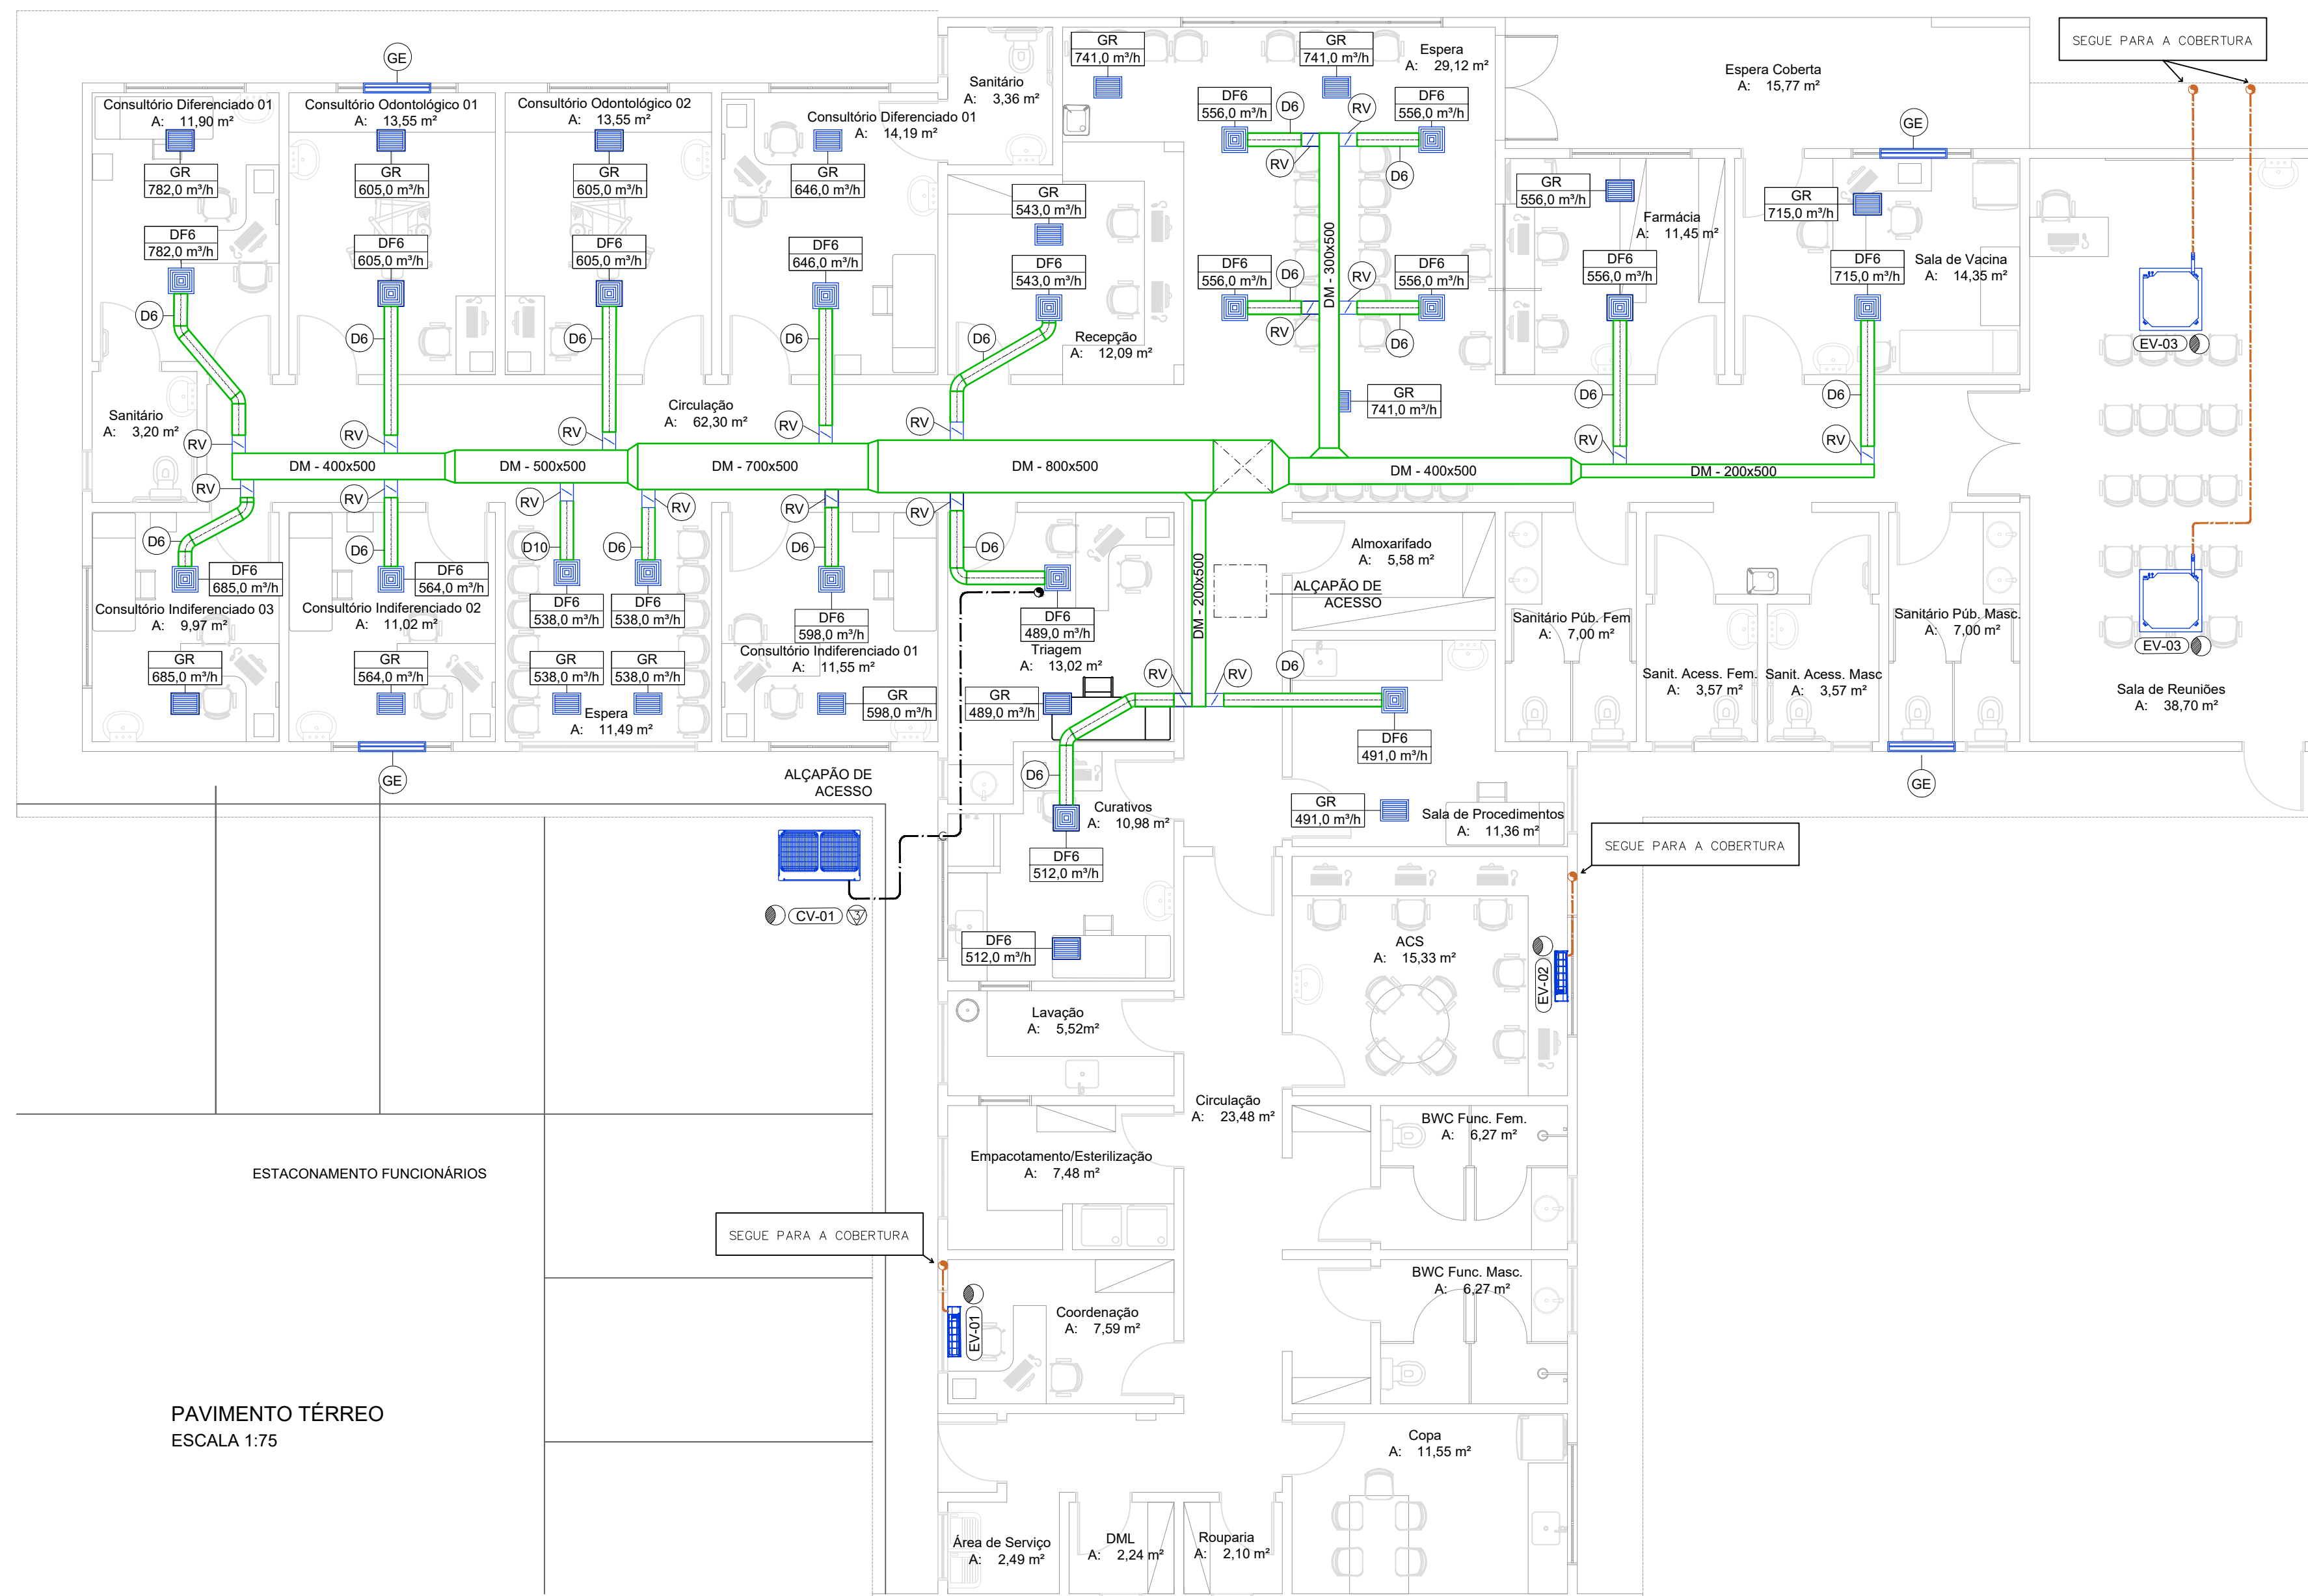 SEGUE PARA A COBERTURA
GE
GR
741,0 m³/h
GR
741,0 m³/h
Espera
A: 29,12 m²
Sanitário
A: 3,36 m²
Espera Coberta
A: 15,77 m²
Consultório Diferenciado 01
A: 11,90 m²
Consultório Odontológico 01
A: 13,55 m²
Consultório Odontológico 02
A: 13,55 m²
Consultório Diferenciado 01
A: 14,19 m²
DF6
556,0 m³/h
D6
RV
DF6
556,0 m³/h
GE
RV
D6
GR
782,0 m³/h
GR
605,0 m³/h
GR
605,0 m³/h
GR
646,0 m³/h
GR
543,0 m³/h
GR
556,0 m³/h
GR
715,0 m³/h
Farmácia
A: 11,45 m²
DF6
782,0 m³/h
DF6
605,0 m³/h
DF6
605,0 m³/h
DF6
646,0 m³/h
DF6
543,0 m³/h
DF6
556,0 m³/h
D6
RV
DF6
556,0 m³/h
DM - 300x500
DF6
556,0 m³/h
DF6
715,0 m³/h
Sala de Vacina
A: 14,35 m²
D6
D6
D6
D6
D6
RV
D6
Recepção
A: 12,09 m²
EV-03
Sanitário
A: 3,20 m²
Circulação
A: 62,30 m²
GR
741,0 m³/h
D6
D6
RV
RV
RV
RV
RV
RV
RV
DM - 400x500
DM - 500x500
DM - 700x500
DM - 800x500
DM - 400x500
DM - 200x500
RV
RV
RV
RV
RV
RV
D6
D6
D10
D6
D6
D6
DM - 200x500
Almoxarifado
A: 5,58 m²
ALÇAPÃO DE
ACESSO
DF6
685,0 m³/h
DF6
564,0 m³/h
DF6
538,0 m³/h
DF6
538,0 m³/h
DF6
598,0 m³/h
DF6
489,0 m³/h
Consultório Indiferenciado 03
A: 9,97 m²
Consultório Indiferenciado 02
A: 11,02 m²
Consultório Indiferenciado 01
A: 11,55 m²
Triagem
A: 13,02 m²
Sanitário Púb. Fem
A: 7,00 m²
Sanitário Púb. Masc.
A: 7,00 m²
EV-03
GR
685,0 m³/h
GR
564,0 m³/h
GR
538,0 m³/h
GR
538,0 m³/h
GR
598,0 m³/h
GR
489,0 m³/h
RV
RV
D6
Sanit. Acess. Fem.
A: 3,57 m²
Sanit. Acess. Masc
A: 3,57 m²
Sala de Reuniões
A: 38,70 m²
Espera
A: 11,49 m²
DF6
491,0 m³/h
GE
GE
ALÇAPÃO DE
ACESSO
D6
Curativos
A: 10,98 m²
GR
491,0 m³/h
Sala de Procedimentos
A: 11,36 m²
SEGUE PARA A COBERTURA
DF6
512,0 m³/h
CV-01
3
DF6
512,0 m³/h
ACS
A: 15,33 m²
EV-02
Lavação
A: 5,52m²
Circulação
A: 23,48 m²
BWC Func. Fem.
A: 6,27 m²
Empacotamento/Esterilização
A: 7,48 m²
ESTACONAMENTO FUNCIONÁRIOS
SEGUE PARA A COBERTURA
BWC Func. Masc.
A: 6,27 m²
EV-01
Coordenação
A: 7,59 m²
PAVIMENTO TÉRREO
ESCALA 1:75
Copa
A: 11,55 m²
Área de Serviço
A: 2,49 m²
DML
A: 2,24 m²
Rouparia
A: 2,10 m²